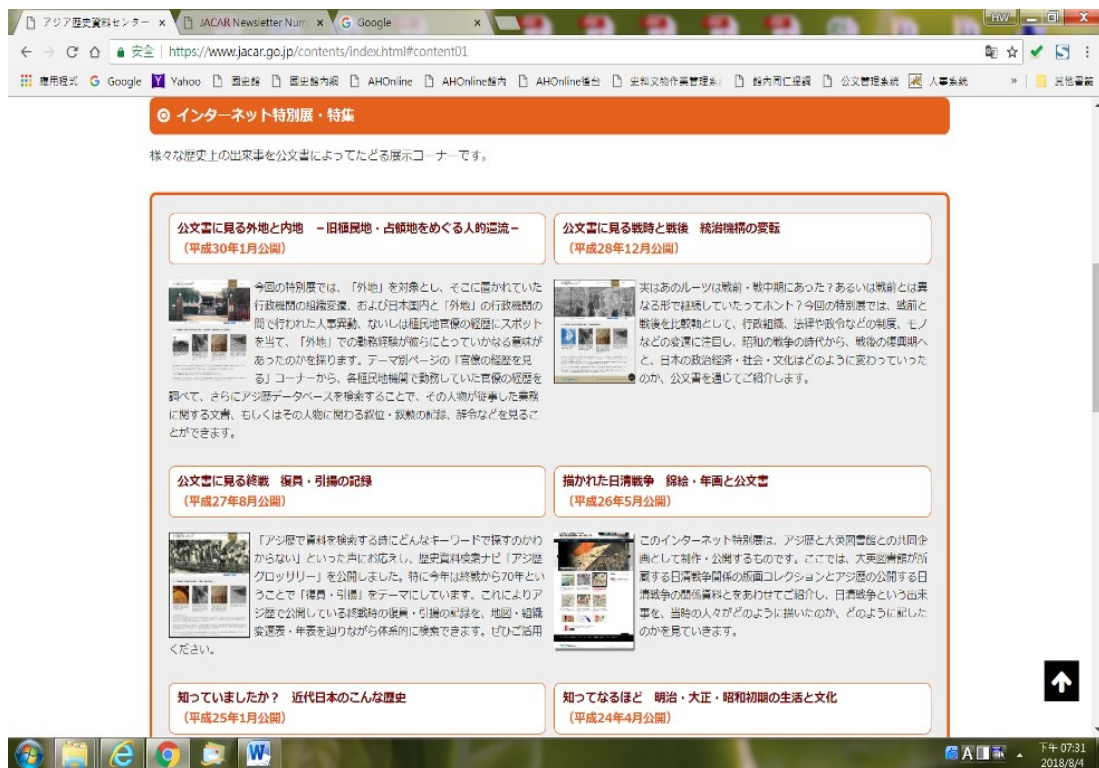 アジア歴史資料センター
JACAR Newsletter Num
Google
HW
安全 | https://www.jacar.go.jp/contents/index.html#content01
應用程式 Google Yahoo 國史館 國史館內網 AHOnline AHOnline館內 AHOnline後台 史料文物作業管理系 館內同仁提調 公文管理系統 人事系統 » 其他書籤
インターネット特別展・特集
様々な歴史上の出来事を公文書によってたどる展示コーナーです。
公文書に見る外地と内地 －旧植民地・占領地をめぐる人的還流－
（平成30年1月公開）
今回の特別展では、「外地」を対象とし、そこに置かれていた
行政機関の組織変遷、および日本国内と「外地」の行政機関の
間で行われた人事異動、ないしは植民地官僚の経歴にスポット
を当て、「外地」での勤務経験が彼らにとっていかなる意味が
あったのかを探ります。テーマ別ページの「官僚の経歴を見
る」コーナーから、各植民地機関で勤務していた官僚の経歴を
調べて、さらにアジ歴データベースを検索することで、その人物が従事した業務
に関する文書、もしくはその人物に関わる叙位・叙勲の記録、辞令などを見るこ
とができます。
公文書に見る戦時と戦後 統治機構の変転
（平成28年12月公開）
実はあのルーツは戦前・戦中期にあった？あるいは戦前とは異
なる形で継続していたってホント？今回の特別展では、戦前と
戦後を比較軸として、行政組織、法律や政令などの制度、モノ
などの変遷に注目し、昭和の戦争の時代から、戦後の復興期へ
と、日本の政治経済・社会・文化はどのように変わっていった
のか、公文書を通じてご紹介します。
公文書に見る終戦 復員・引揚の記録
（平成27年8月公開）
「アジ歴で資料を検索する時にどんなキーワードで探すのかわ
からない」といった声にお応えし、歴史資料検索ナビ「アジ歴
グロッサリー」を公開しました。特に今年は終戦から70年とい
うことで「復員・引揚」をテーマにしています。これによりア
ジ歴で公開している終戦時の復員・引揚の記録を、地図・組織
変遷表・年表を辿りながら体系的に検索できます。ぜひご活用
ください。
描かれた日清戦争 錦絵・年画と公文書
（平成26年5月公開）
このインターネット特別展は、アジ歴と大英図書館との共同企
画として制作・公開するものです。ここでは、大英図書館が所
蔵する日清戦争関係の版画コレクションとアジ歴の公開する日
清戦争の関係資料とをあわせてご紹介し、日清戦争という出来
事を、当時の人々がどのように描いたのか、どのように記した
のかを見ていきます。
知っていましたか？ 近代日本のこんな歴史
（平成25年1月公開）
知ってなるほど 明治・大正・昭和初期の生活と文化
（平成24年4月公開）
下午 07:31
2018/8/4